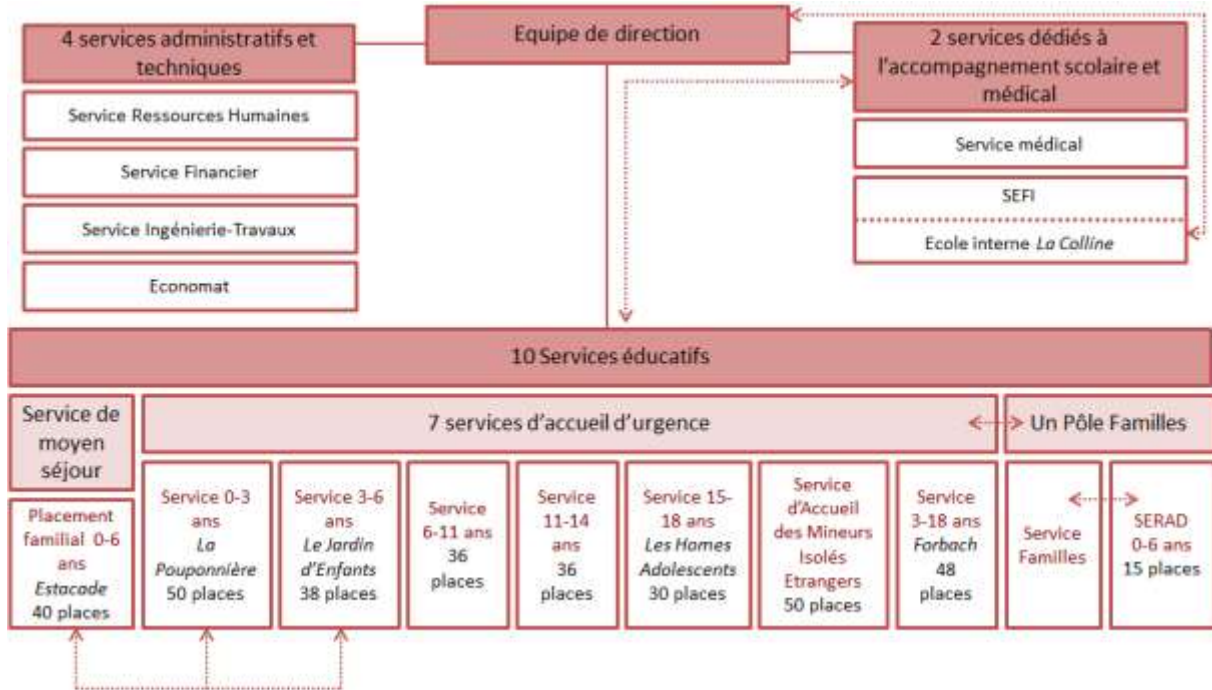 4 services administratifs et
techniques
Service Ressources Humaines
Service Financier
Service Ingénierie-Travaux
Economat
Equipe de direction
2 services dédiés à
l'accompagnement scolaire et
médical
Service médical
SEFI
Ecole interne La Colline
10 Services éducatifs
Service de
moyen
séjour
7 services d'accueil d'urgence
Un Pôle Familles
Placement
familial 0-6
ans
Estacade
40 places
Service 0-3
ans
La
Pouponnière
50 places
Service 3-6
ans
Le Jardin
d'Enfants
38 places
Service
6-11 ans
36
places
Service
11-14
ans
36
places
Service 15-
18 ans
Les Homes
Adolescents
30 places
Service
d'Accueil
des Mineurs
Isolés
Etrangers
50 places
Service
3-18 ans
Forbach
48
places
Service
Familles
SERAD
0-6 ans
15 places